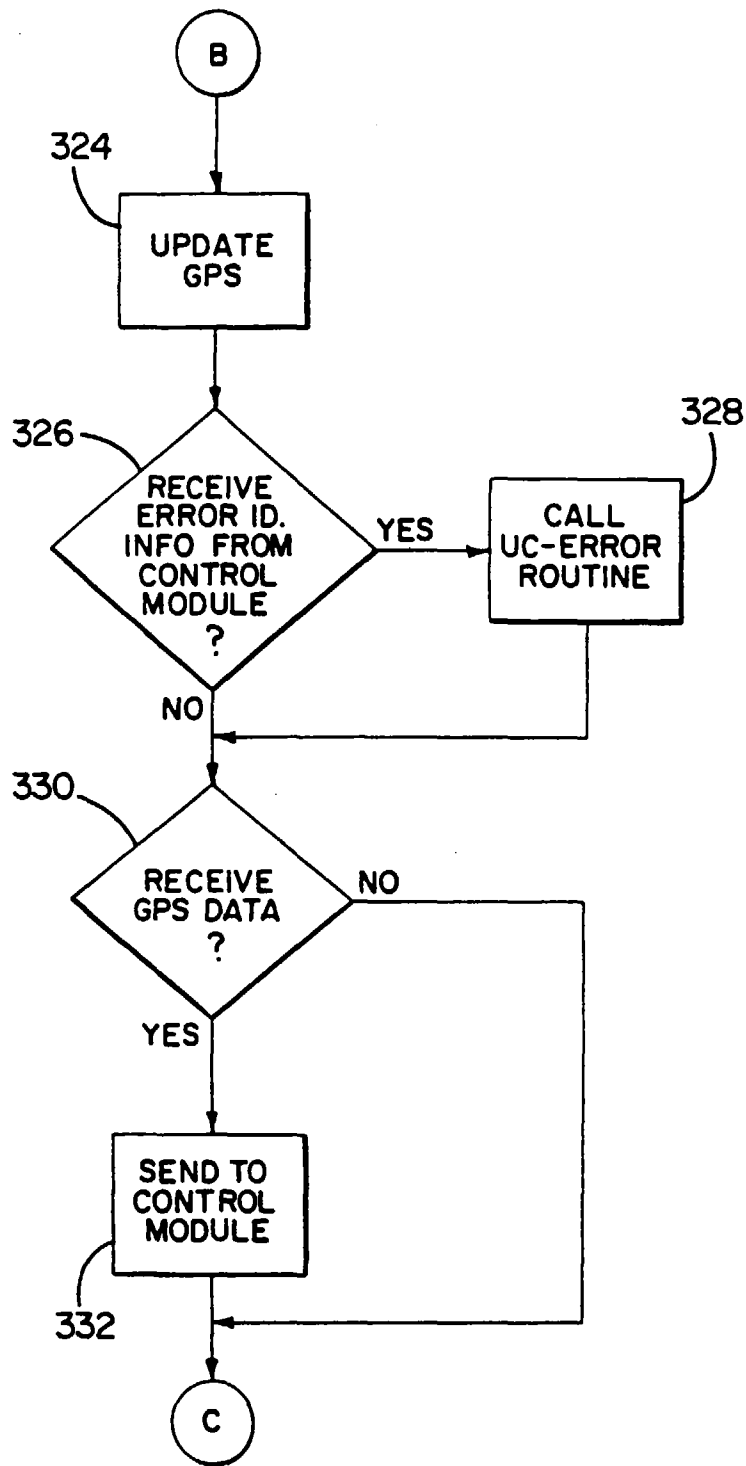 B
324
UPDATE
GPS
326
RECEIVE
ERROR ID.
INFO FROM
CONTROL
MODULE
?
YES
328
CALL
UC-ERROR
ROUTINE
NO
330
RECEIVE
GPS DATA
?
NO
YES
SEND TO
CONTROL
MODULE
332
C